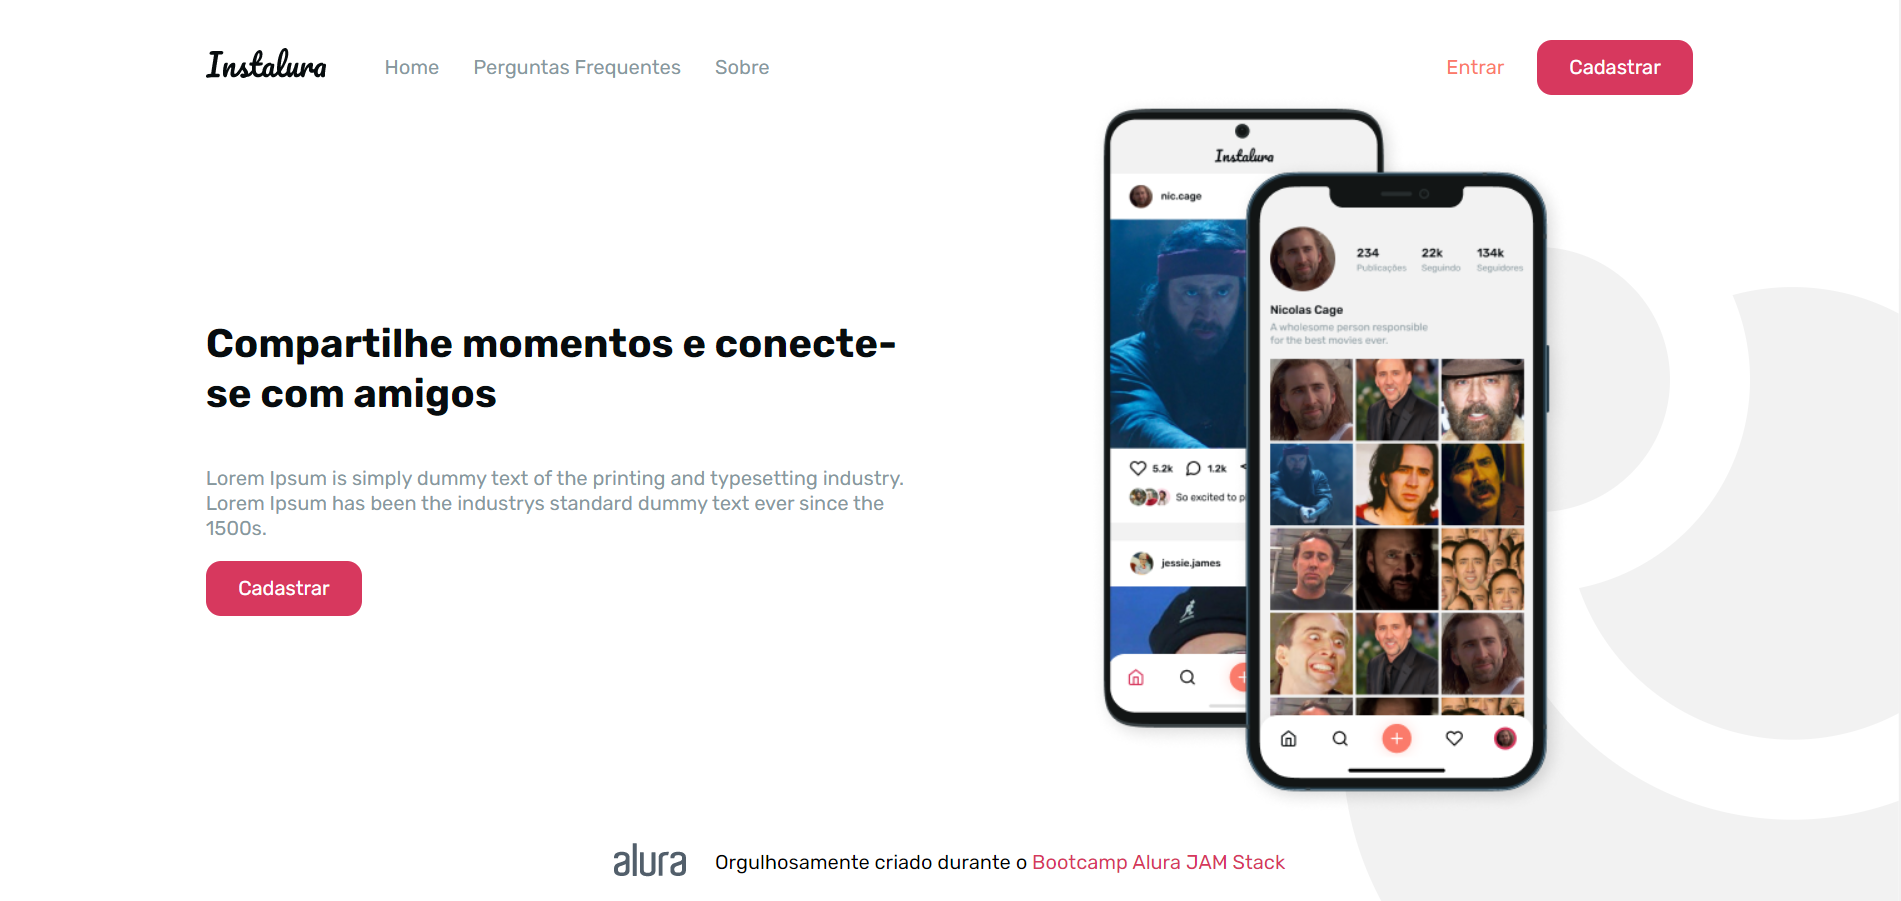 Instalura
Home
Perguntas Frequentes
Sobre
Entrar
Cadastrar
Compartilhe momentos e conecte-
se com amigos
Lorem Ipsum is simply dummy text of the printing and typesetting industry.
Lorem Ipsum has been the industrys standard dummy text ever since the
1500s.
Cadastrar
Instalura
nic.cage
5.2k
1.2k
So excited to p
jessie.james
234
22k
134k
Publicações
Seguindo
Seguidores
Nicolas Cage
A wholesome person responsible
for the best movies ever.
alura
Orgulhosamente criado durante o Bootcamp Alura JAM Stack